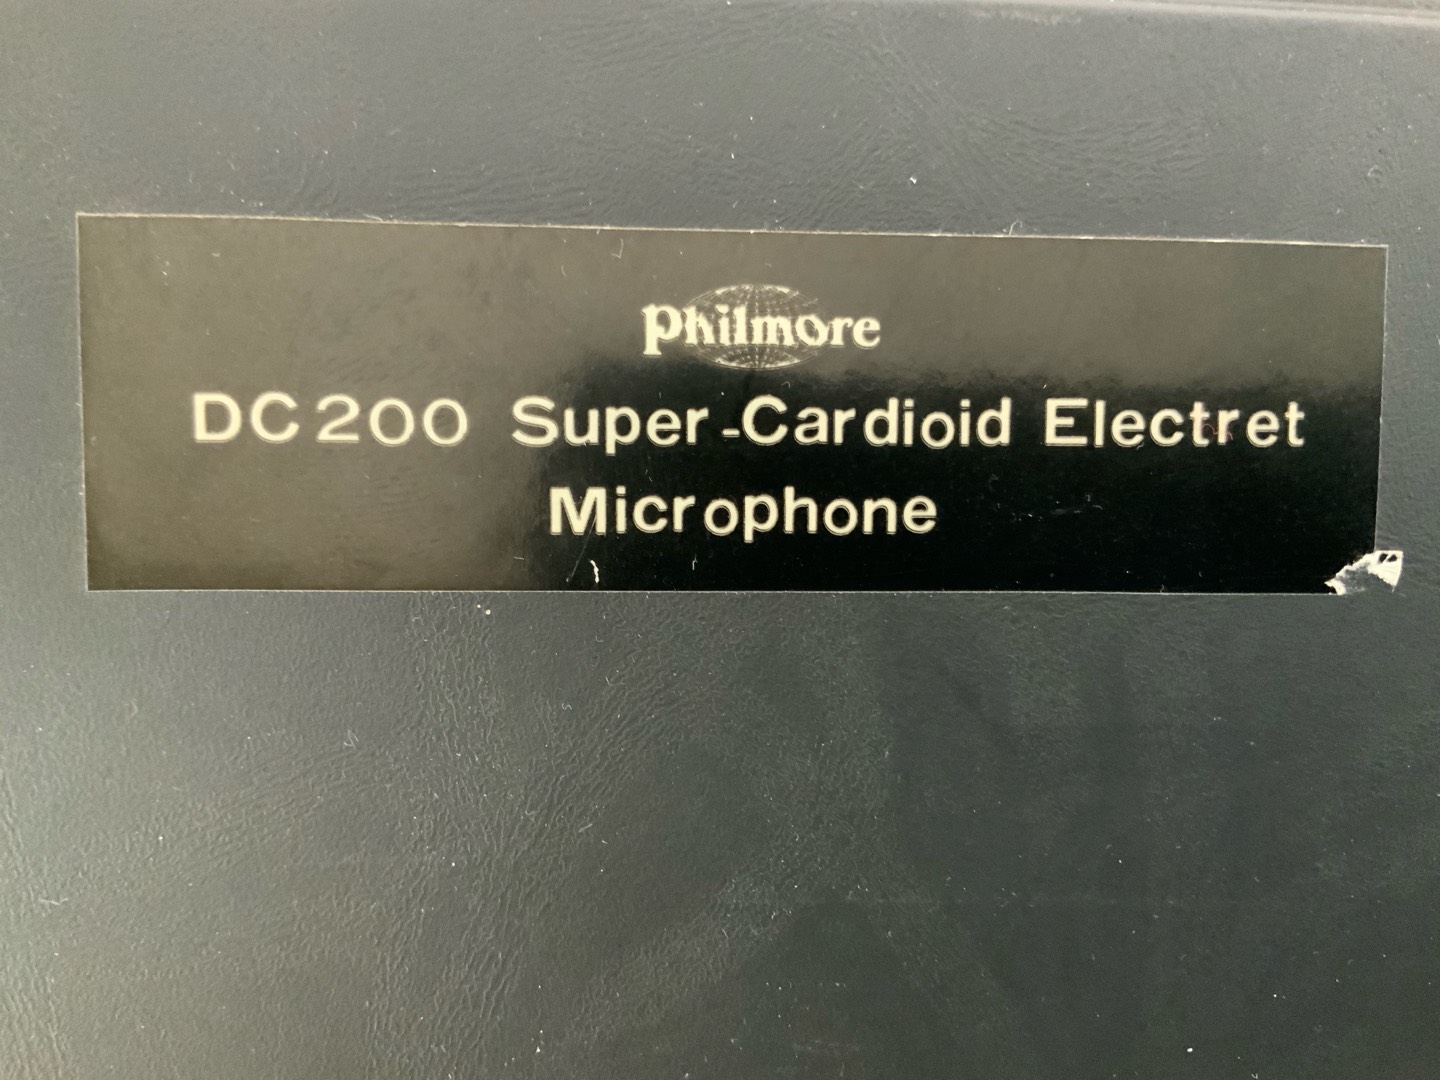 Philmore
DC200 Super-Cardioid Electret
Microphone